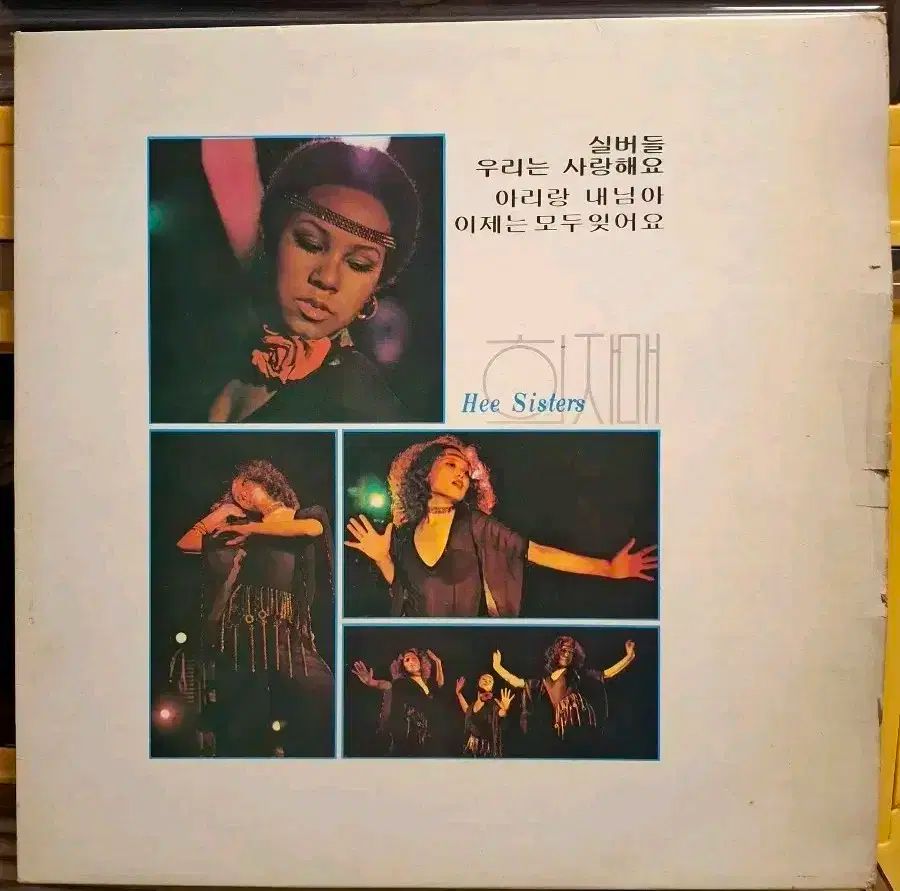 실버들
우리는 사랑해요
아리랑 내님아
이제는 모두 잊어요
희자매
Hee Sisters